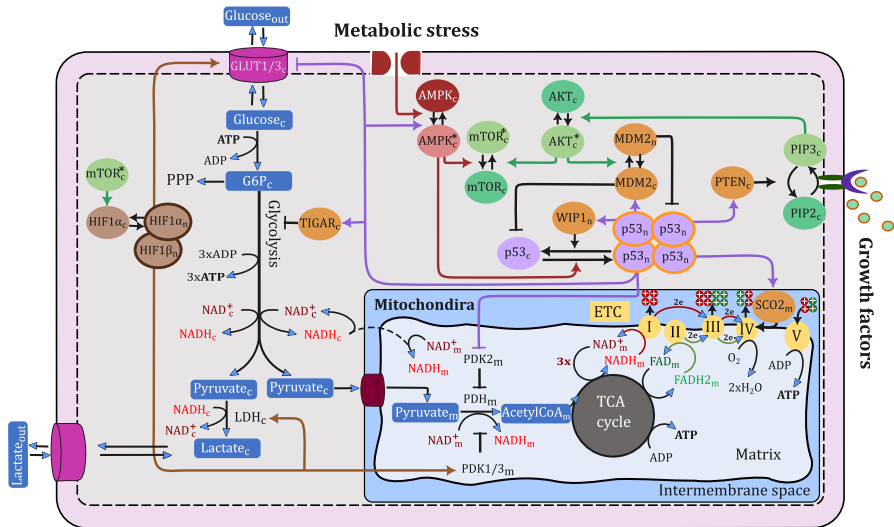 Glucose_out
Metabolic stress
GLUT1/3_c
AMPK_c
AMPK*_c
mTOR*_c
mTOR_c
AKT_c
AKT*_c
MDM2_n
MDM2_c
PIP3_c
PIP2_c
PTEN_c
Growth factors
Glucose_c
ATP
ADP
PPP
G6P_c
mTOR*_c
HIF1α_c
HIF1α_n
HIF1β_n
Glycolysis
TIGAR_c
WIP1_n
p53_c
p53_n
p53_n
p53_n
p53_n
3xADP
3xATP
NAD+_c
NADH_c
NAD+_c
NADH_c
Mitochondira
ETC
I
II
III
IV
V
2e
2e
2e
2e
SCO2_m
NAD+_m
NADH_m
PDK2_m
PDH_m
3x
NAD+_m
NADH_m
FAD_m
FADH2_m
O2
2xH2O
ADP
ATP
Pyruvate_c
Pyruvate_c
Pyruvate_m
AcetylCoA_m
TCA
cycle
NADH_c
NAD+_c
LDH_c
Lactate_c
Lactate_out
NAD+_m
NADH_m
PDK1/3_m
ATP
ADP
Matrix
Intermembrane space